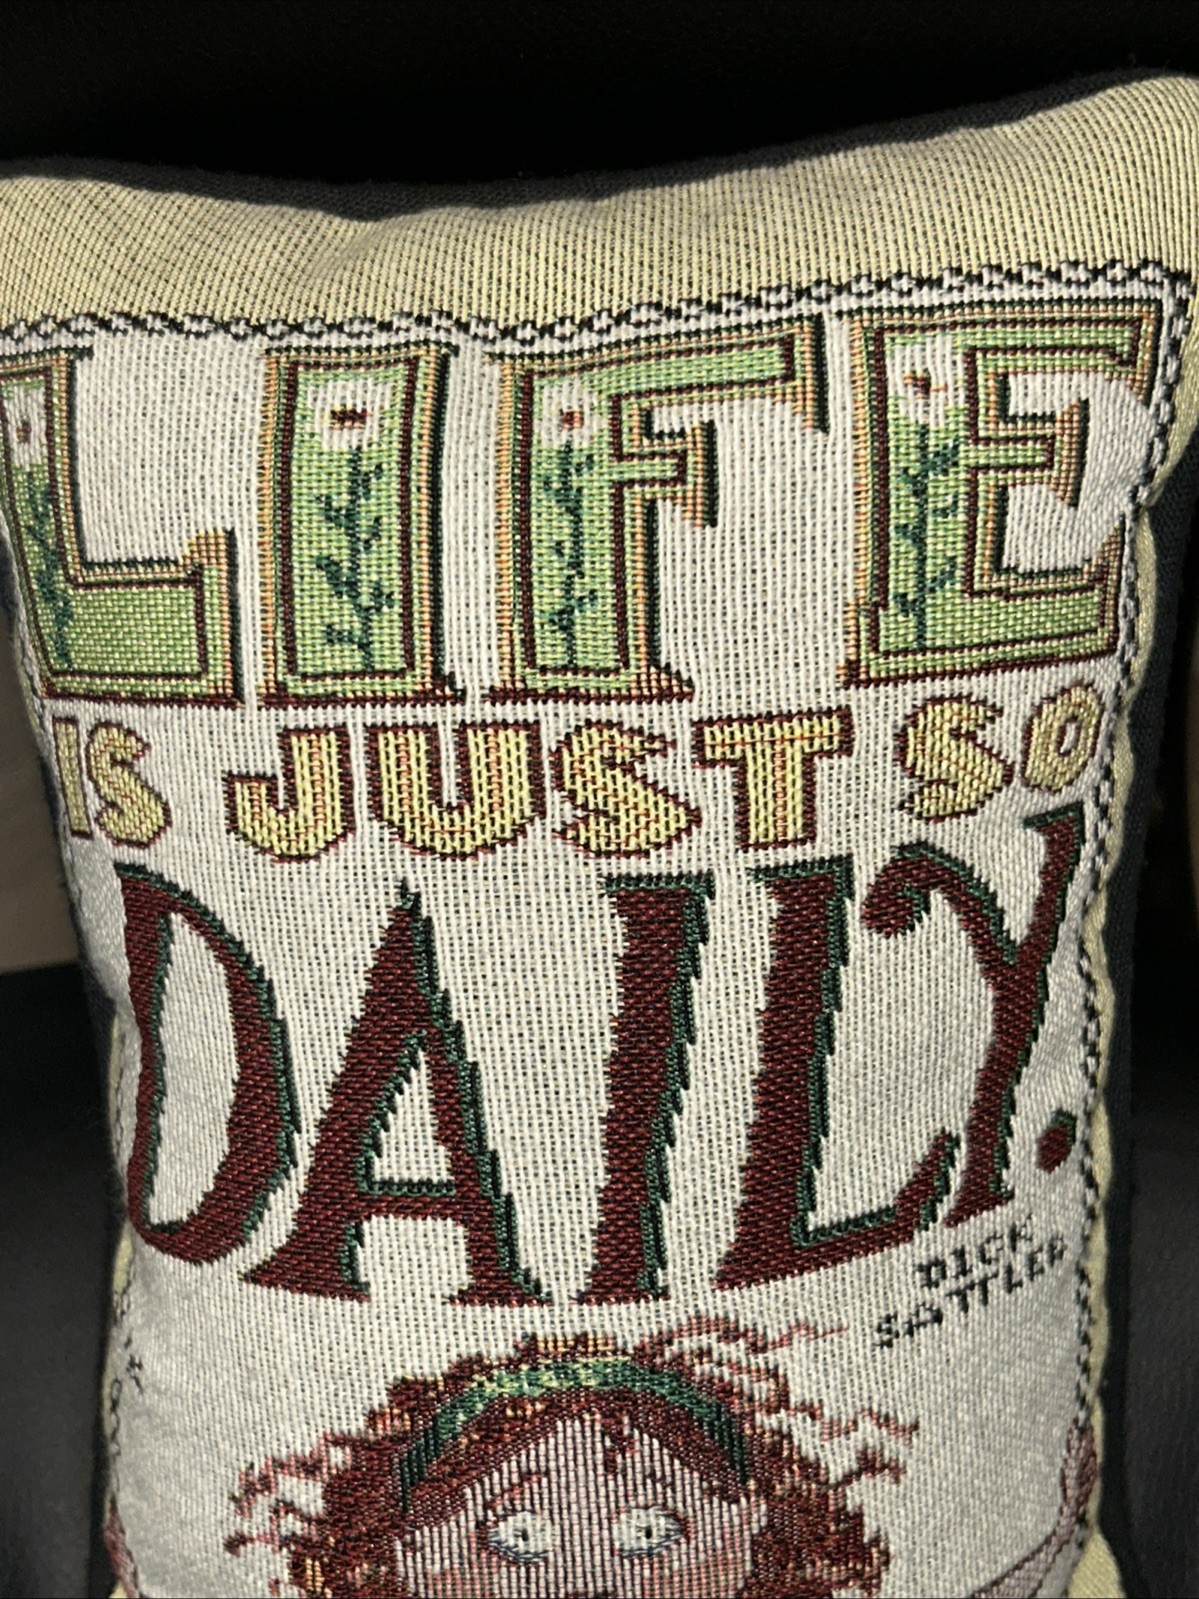 LIFE
IS JUST SO
DAILY.
DICK
SATTLER